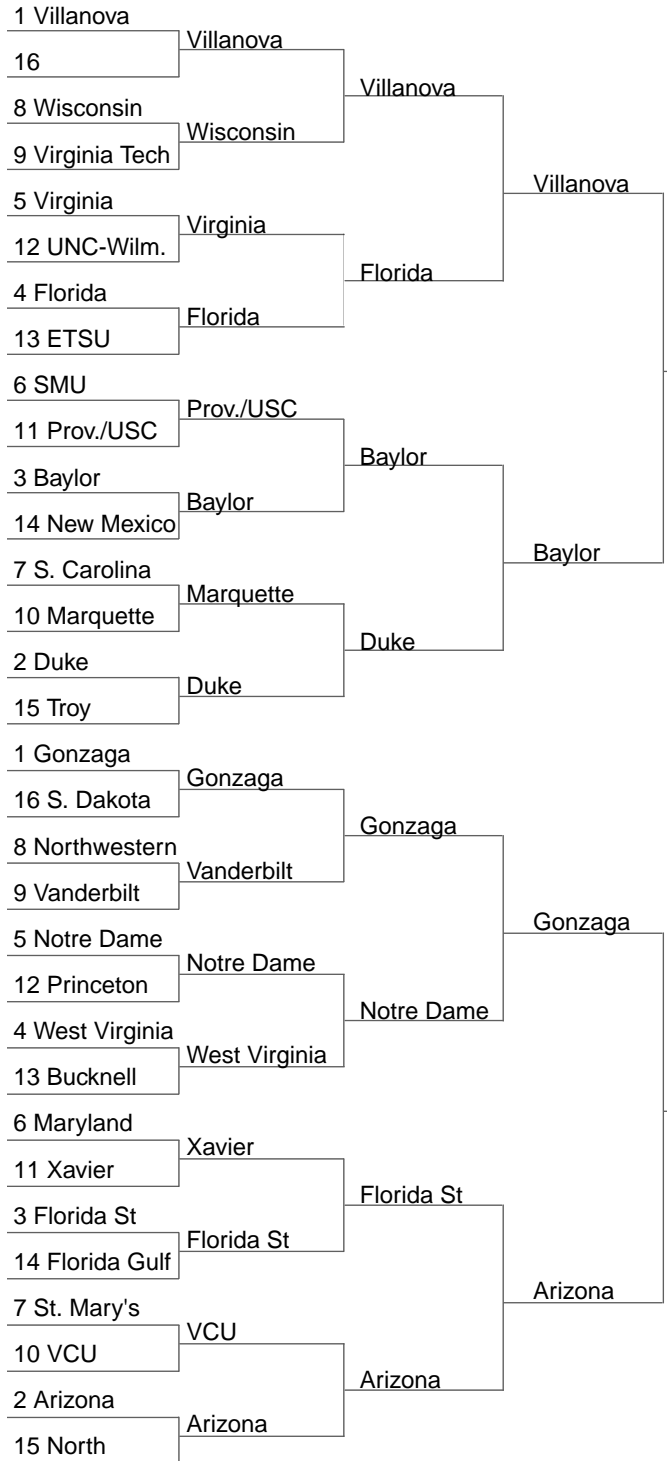 1 Villanova
16
8 Wisconsin
9 Virginia Tech
5 Virginia
12 UNC-Wilm.
4 Florida
13 ETSU
6 SMU
11 Prov./USC
3 Baylor
14 New Mexico
7 S. Carolina
10 Marquette
2 Duke
15 Troy
1 Gonzaga
16 S. Dakota
8 Northwestern
9 Vanderbilt
5 Notre Dame
12 Princeton
4 West Virginia
13 Bucknell
6 Maryland
11 Xavier
3 Florida St
14 Florida Gulf
7 St. Mary's
10 VCU
2 Arizona
15 North
Villanova
Wisconsin
Virginia
Florida
Prov./USC
Baylor
Marquette
Duke
Gonzaga
Vanderbilt
Notre Dame
West Virginia
Xavier
Florida St
VCU
Arizona
Villanova
Florida
Baylor
Duke
Gonzaga
Notre Dame
Florida St
Arizona
Villanova
Baylor
Gonzaga
Arizona